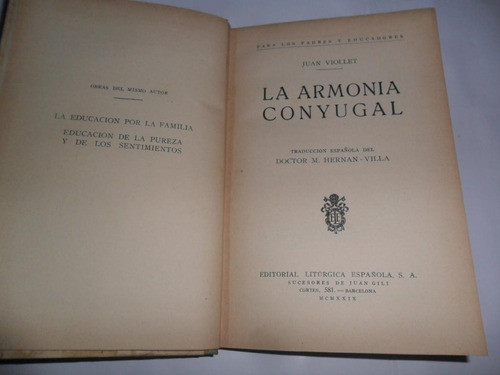 OBRAS DEL MISMO AUTOR
LA EDUCACION POR LA FAMILIA
EDUCACION DE LA PUREZA
Y DE LOS SENTIMIENTOS
PARA LOS PADRES Y EDUCADORES
JUAN VIOLLET
LA ARMONIA
CONYUGAL
TRADUCCION ESPAÑOLA DEL
DOCTOR M. HERNAN-VILLA
EDITORIAL LITURGICA ESPAÑOLA, S. A.
SUCESORES DE JUAN GILI
CORTES, 581.—BARCELONA
MCMXXIX